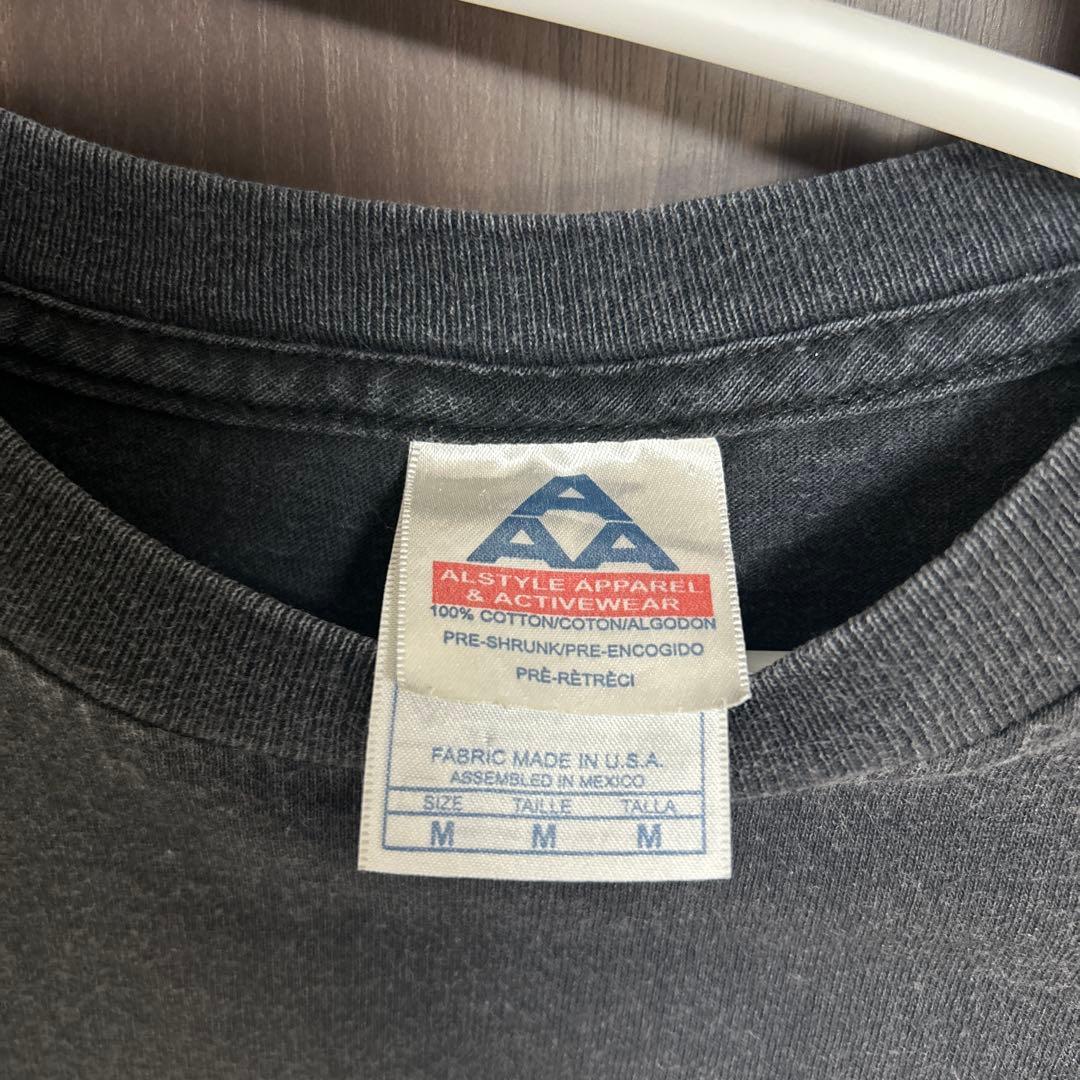 A
A A
ALSTYLE APPAREL
& ACTIVEWEAR
100% COTTON/COTON/ALGODON
PRE-SHRUNK/PRE-ENCOGIDO
PRÈ-RÈTRÈCI
FABRIC MADE IN U.S.A.
ASSEMBLED IN MEXICO
SIZE TAILLE TALLA
M M M